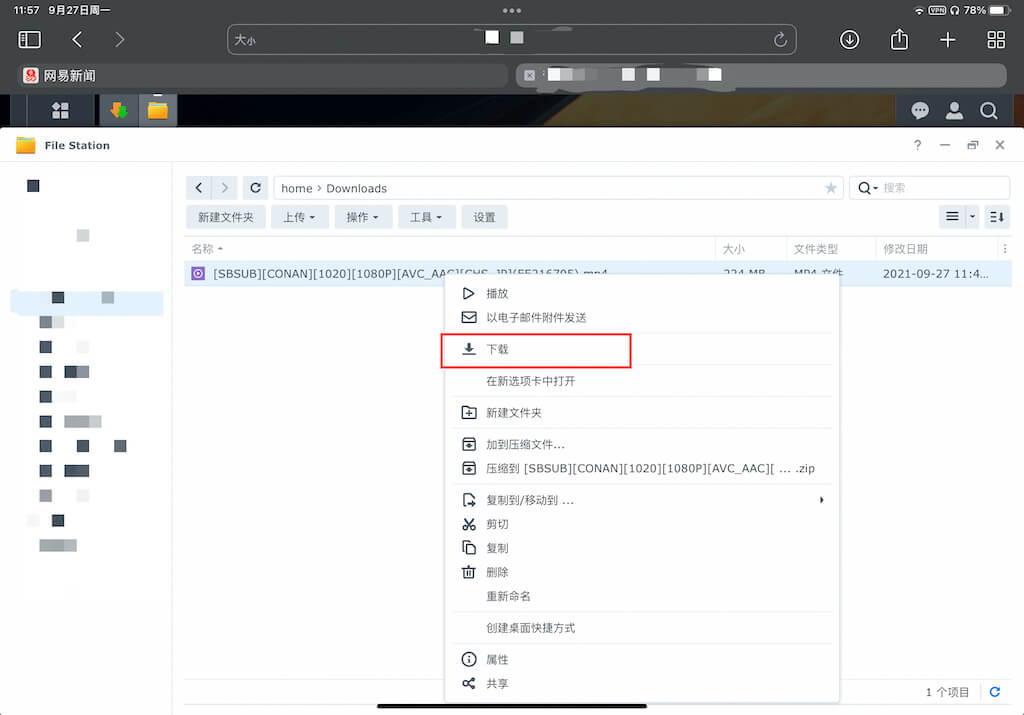 11:57 9月27日周一
VPN 78%
大小
网易新闻
File Station
home › Downloads
搜索
新建文件夹 上传 操作 工具 设置
名称 大小 文件类型 修改日期
[SBSUB][CONAN][1020][1080P][AVC_AAC][CHS_JP](FE216795).mp4 224 MB MP4 文件 2021-09-27 11:4...
播放
以电子邮件附件发送
下载
在新选项卡中打开
新建文件夹
加到压缩文件...
压缩到 [SBSUB][CONAN][1020][1080P][AVC_AAC][ ... .zip
复制到/移动到 ...
剪切
复制
删除
重新命名
创建桌面快捷方式
属性
共享
1 个项目